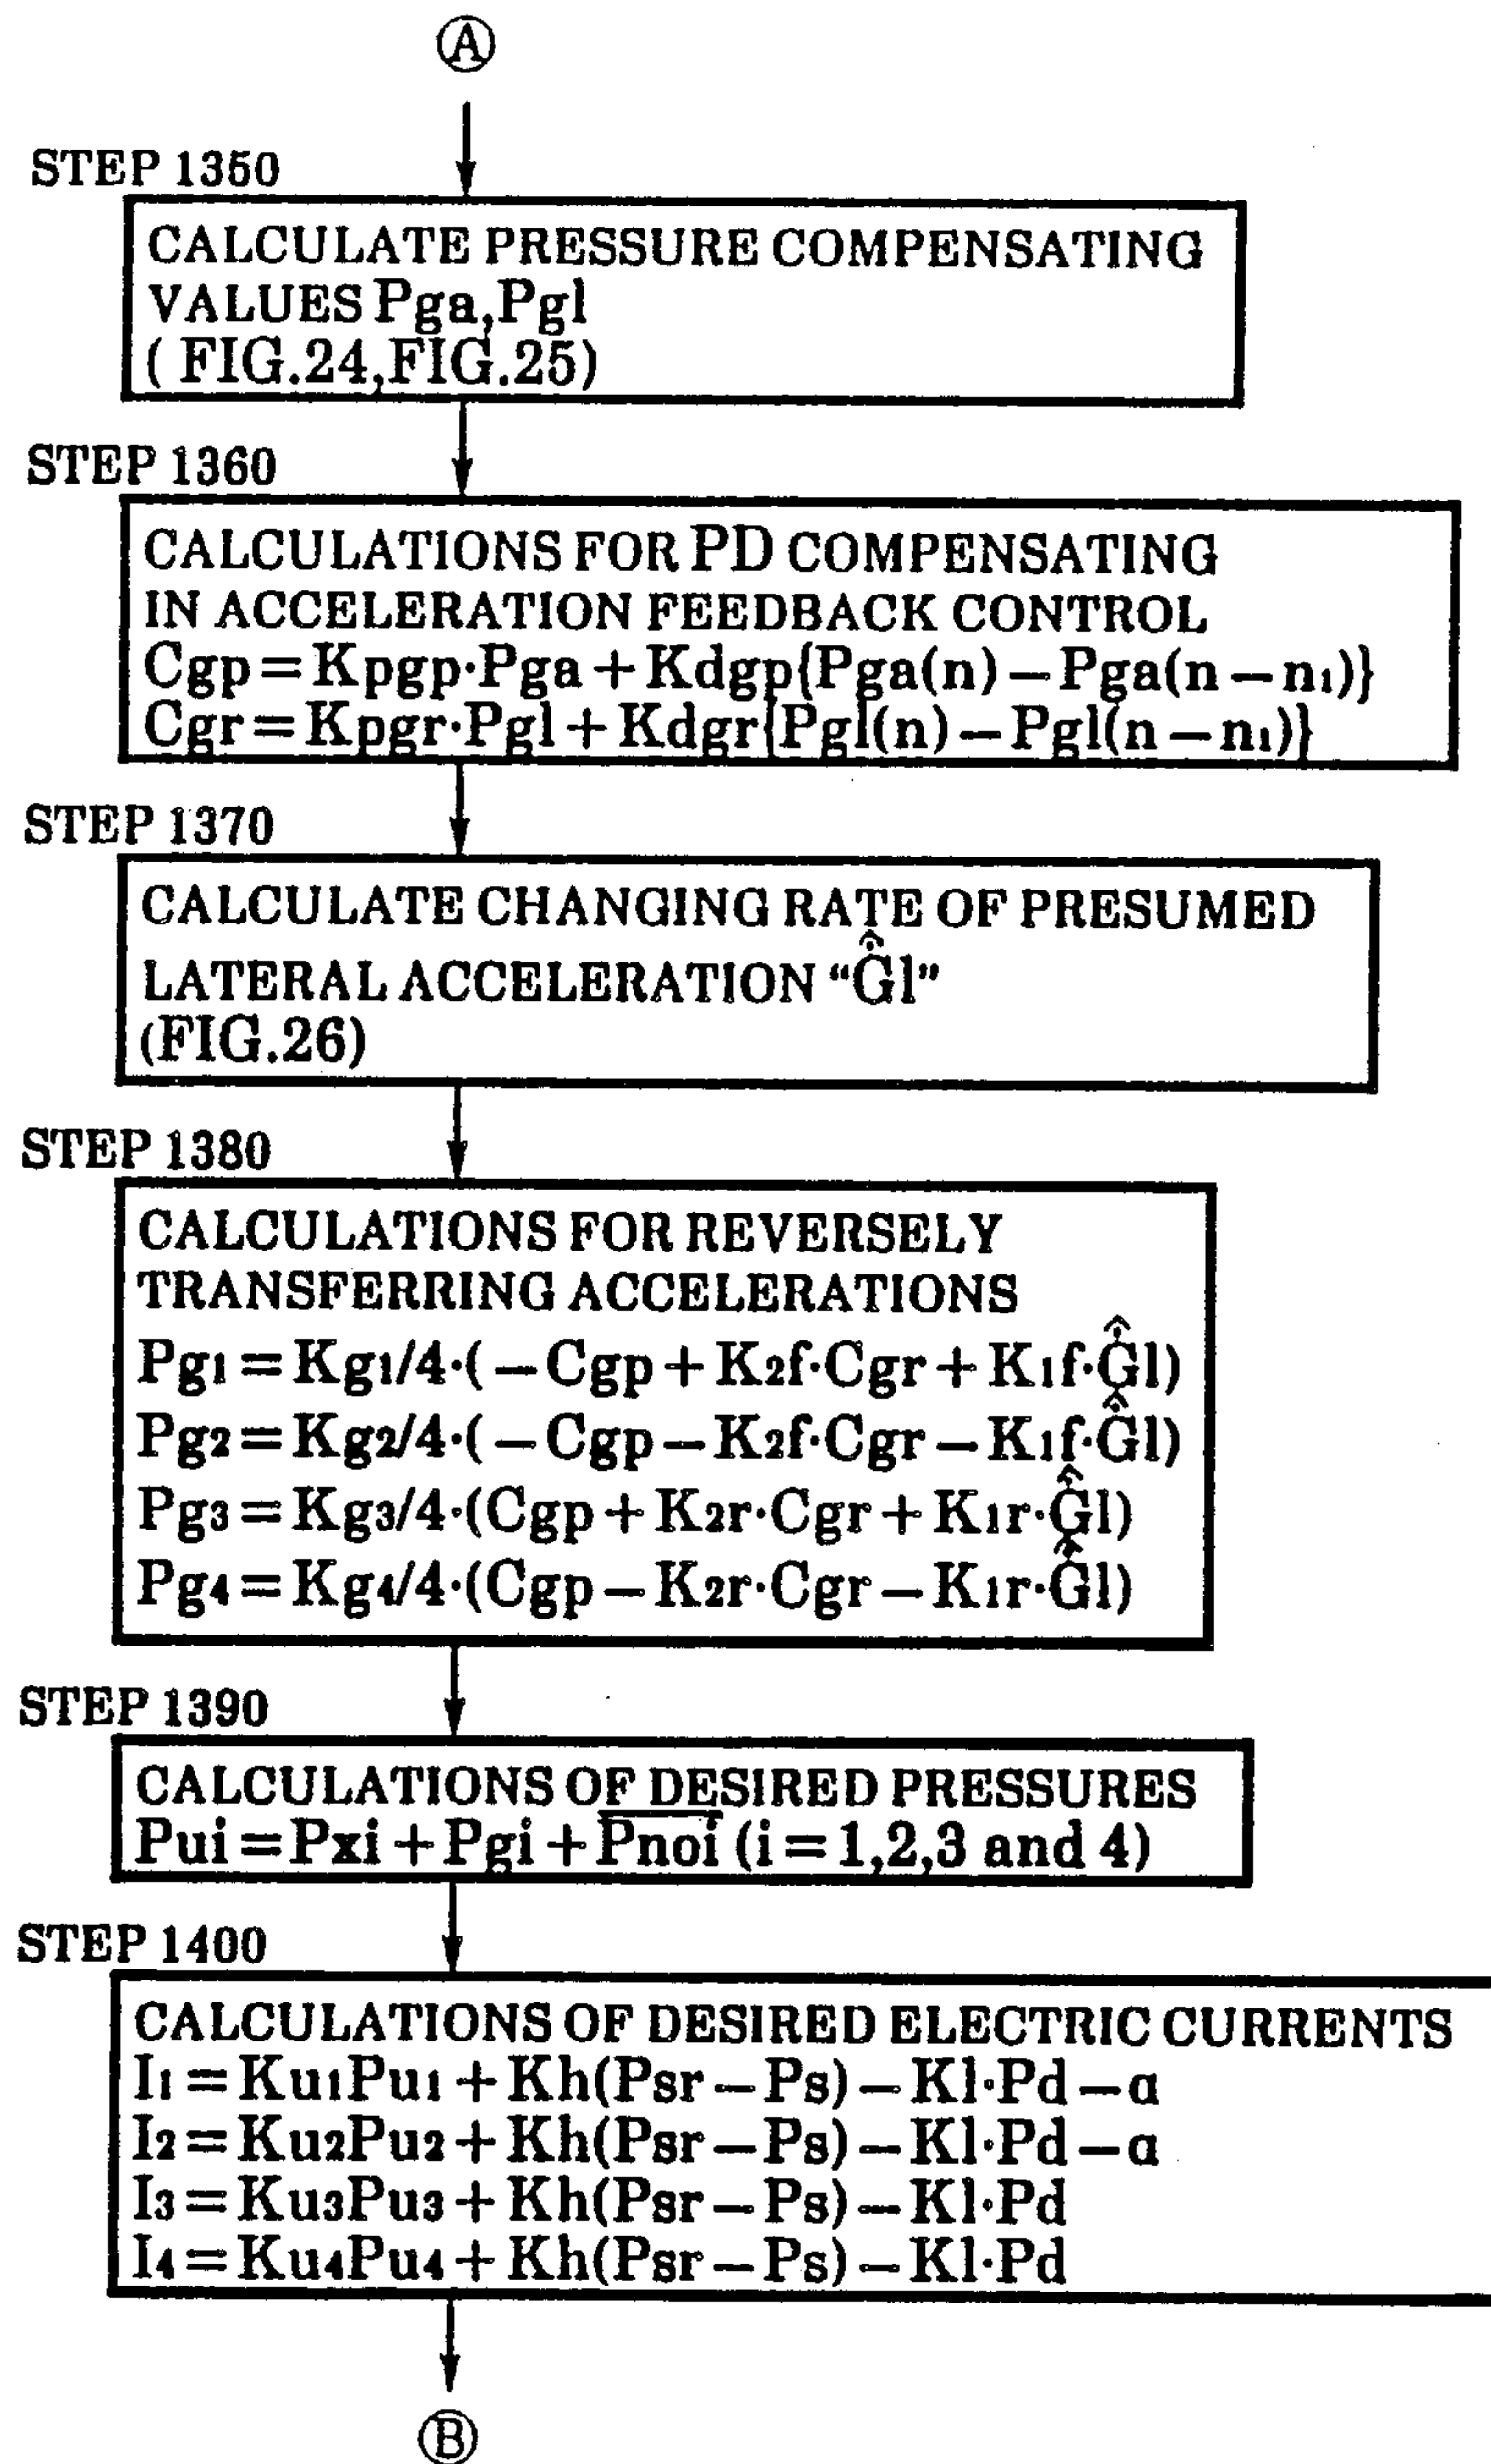 Ⓐ
STEP 1350
CALCULATE PRESSURE COMPENSATING
VALUES Pga,Pgl
( FIG.24,FIG.25)
STEP 1360
CALCULATIONS FOR PD COMPENSATING
IN ACCELERATION FEEDBACK CONTROL
Cgp=Kpgp·Pga+Kdgp{Pga(n)−Pga(n−n₁)}
Cgr=Kpgr·Pgl+Kdgr{Pgl(n)−Pgl(n−n₁)}
STEP 1370
CALCULATE CHANGING RATE OF PRESUMED
LATERAL ACCELERATION “Ġ̂l”
(FIG.26)
STEP 1380
CALCULATIONS FOR REVERSELY
TRANSFERRING ACCELERATIONS
Pg₁=Kg₁/4·(−Cgp+K₂f·Cgr+K₁f·Ġ̂l)
Pg₂=Kg₂/4·(−Cgp−K₂f·Cgr−K₁f·Ġ̂l)
Pg₃=Kg₃/4·(Cgp+K₂r·Cgr+K₁r·Ġ̂l)
Pg₄=Kg₄/4·(Cgp−K₂r·Cgr−K₁r·Ġ̂l)
STEP 1390
CALCULATIONS OF DESIRED PRESSURES
Pui=Pxi+Pgi+P̅n̅o̅i̅ (i=1,2,3 and 4)
STEP 1400
CALCULATIONS OF DESIRED ELECTRIC CURRENTS
I₁=Ku₁Pu₁+Kh(Psr−Ps)−Kl·Pd−α
I₂=Ku₂Pu₂+Kh(Psr−Ps)−Kl·Pd−α
I₃=Ku₃Pu₃+Kh(Psr−Ps)−Kl·Pd
I₄=Ku₄Pu₄+Kh(Psr−Ps)−Kl·Pd
Ⓑ